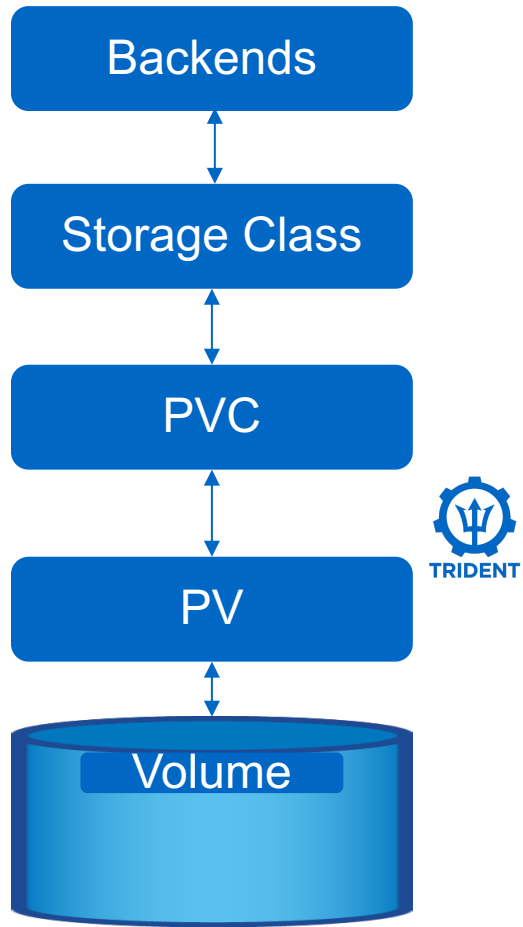 Backends
Storage Class
PVC
PV
TRIDENT
Volume